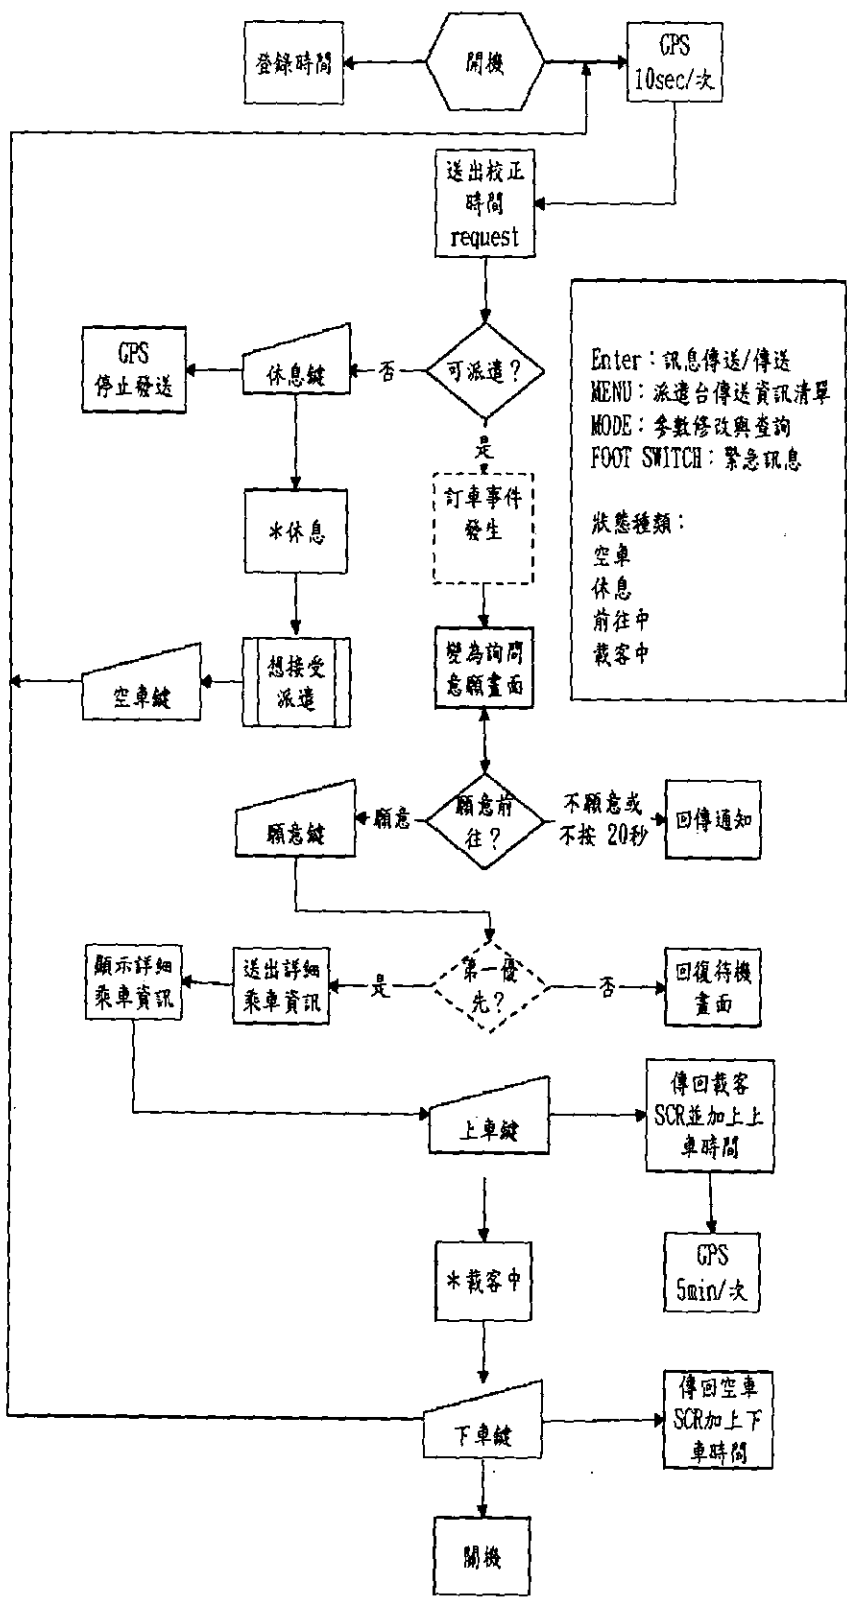 登錄時間
開機
GPS
10sec/次
送出校正
時間
request
GPS
停止發送
休息鍵
否
可派遣?
是
Enter:訊息傳送/傳送
MENU:派遣台傳送資訊清單
MODE:參數修改與查詢
FOOT SWITCH:緊急訊息
狀態種類:
空車
休息
前往中
載客中
訂車事件
發生
*休息
變為詢問
意願畫面
想接受
派遣
空車鍵
願意鍵
願意
願意前
往?
不願意或
不按 20秒
回傳通知
顯示詳細
乘車資訊
送出詳細
乘車資訊
是
第一優
先?
否
回復待機
畫面
上車鍵
傳回載客
SCR並加上上
車時間
*載客中
GPS
5min/次
下車鍵
傳回空車
SCR加上下
車時間
關機